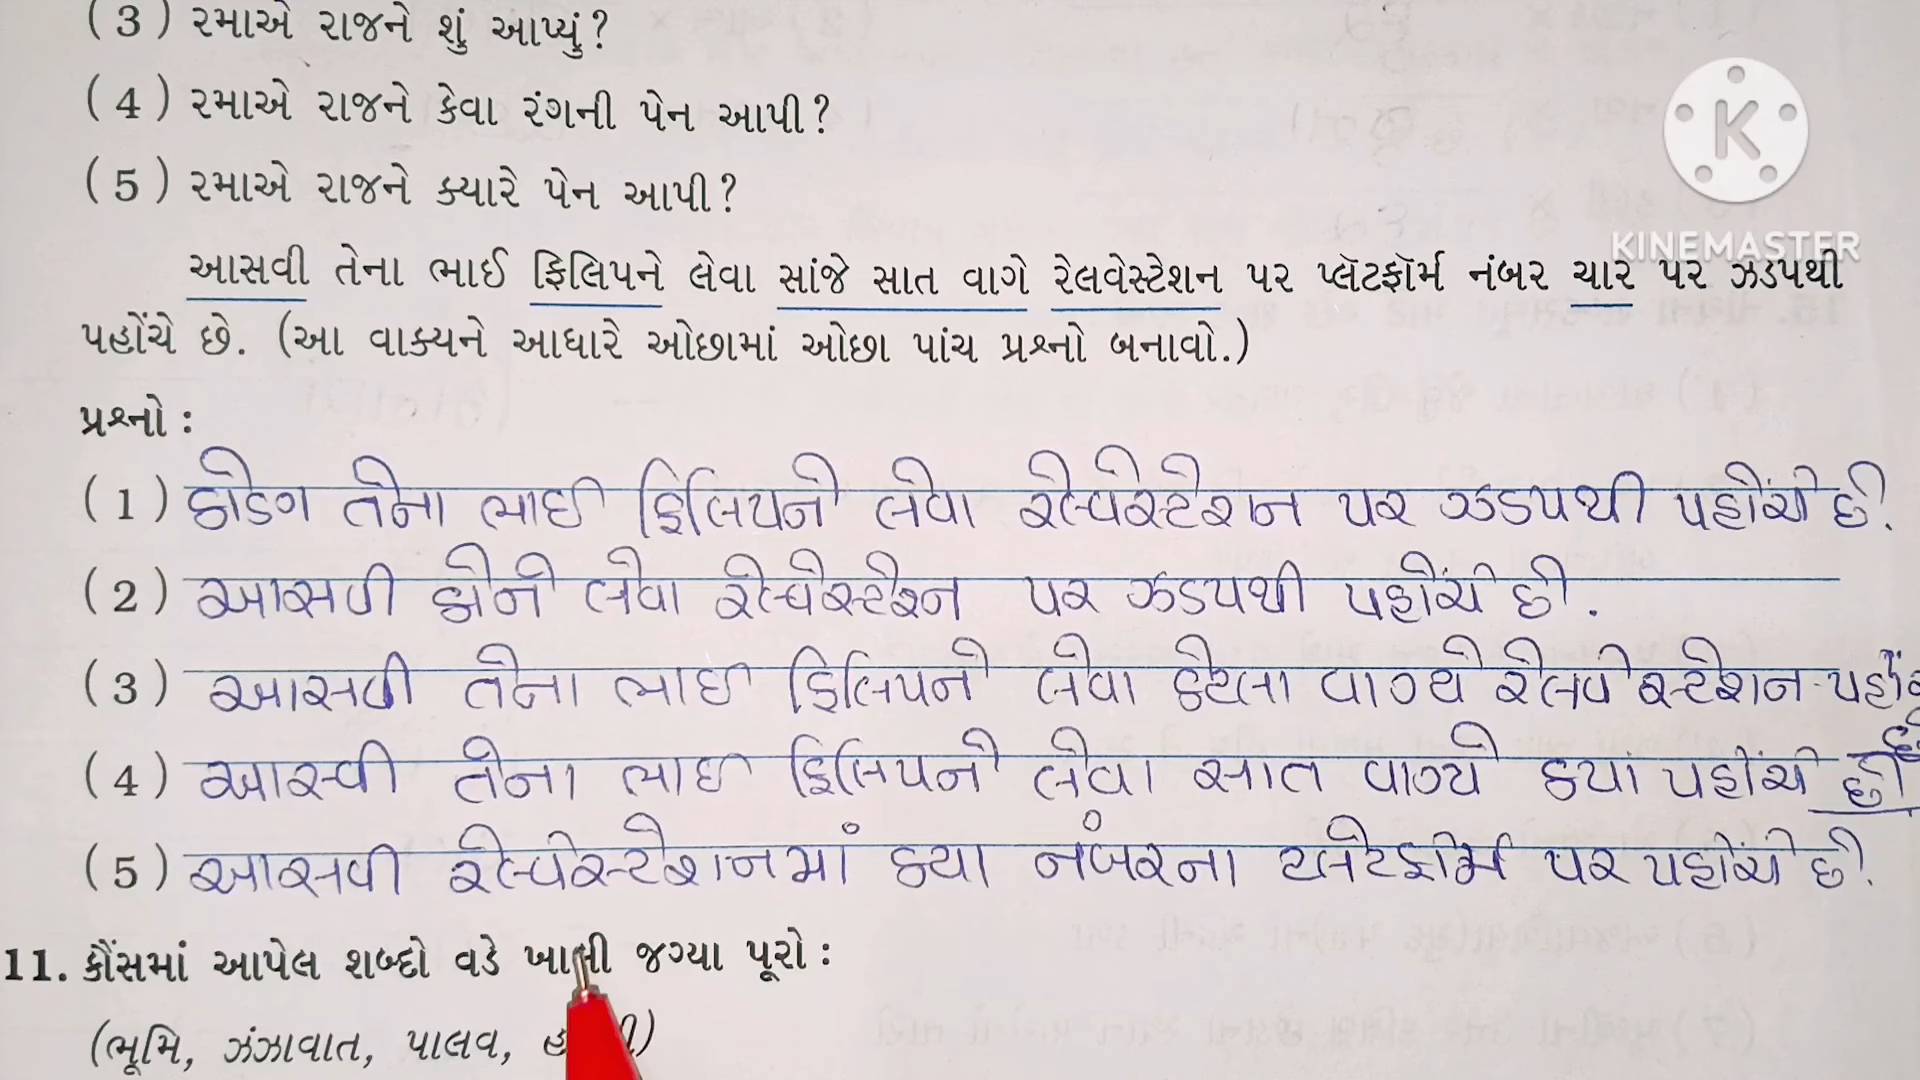 (3) રમાએ રાજને શું આપ્યું?
(4) રમાએ રાજને કેવા રંગની પેન આપી?
(5) રમાએ રાજને ક્યારે પેન આપી?
K
KINEMASTER
આસવી તેના ભાઈ ફિલિપને લેવા સાંજે સાત વાગે રેલવેસ્ટેશન પર પ્લૅટફૉર્મ નંબર ચાર પર ઝડપથી
પહોંચે છે. (આ વાક્યને આધારે ઓછામાં ઓછા પાંચ પ્રશ્નો બનાવો.)
પ્રશ્નો :
(1) તેના ભાઈ ફિલિપને લેવા રેલ્વેસ્ટેશન પર ઝડપથી પહોંચે છે.
(2) આસવી કોને લેવા રેલ્વેસ્ટેશન પર ઝડપથી પહોંચે છે.
(3) આસવી તેના ભાઈ ફિલિપને લેવા કેટલા વાગ્યે રેલવે સ્ટેશન
(4) આસ્વી તેના ભાઈ ફિલિપને લેવા સાત વાગ્યે કયાં પહોંચે છે
(5) આસવી રેલ્વેસ્ટેશનમાં કયા નંબરના પ્લેટફોર્મ પર પહોંચે છે.
11. કૌંસમાં આપેલ શબ્દો વડે ખાલી જગ્યા પૂરો :
(ભૂમિ, ઝંઝાવાત, પાલવ,